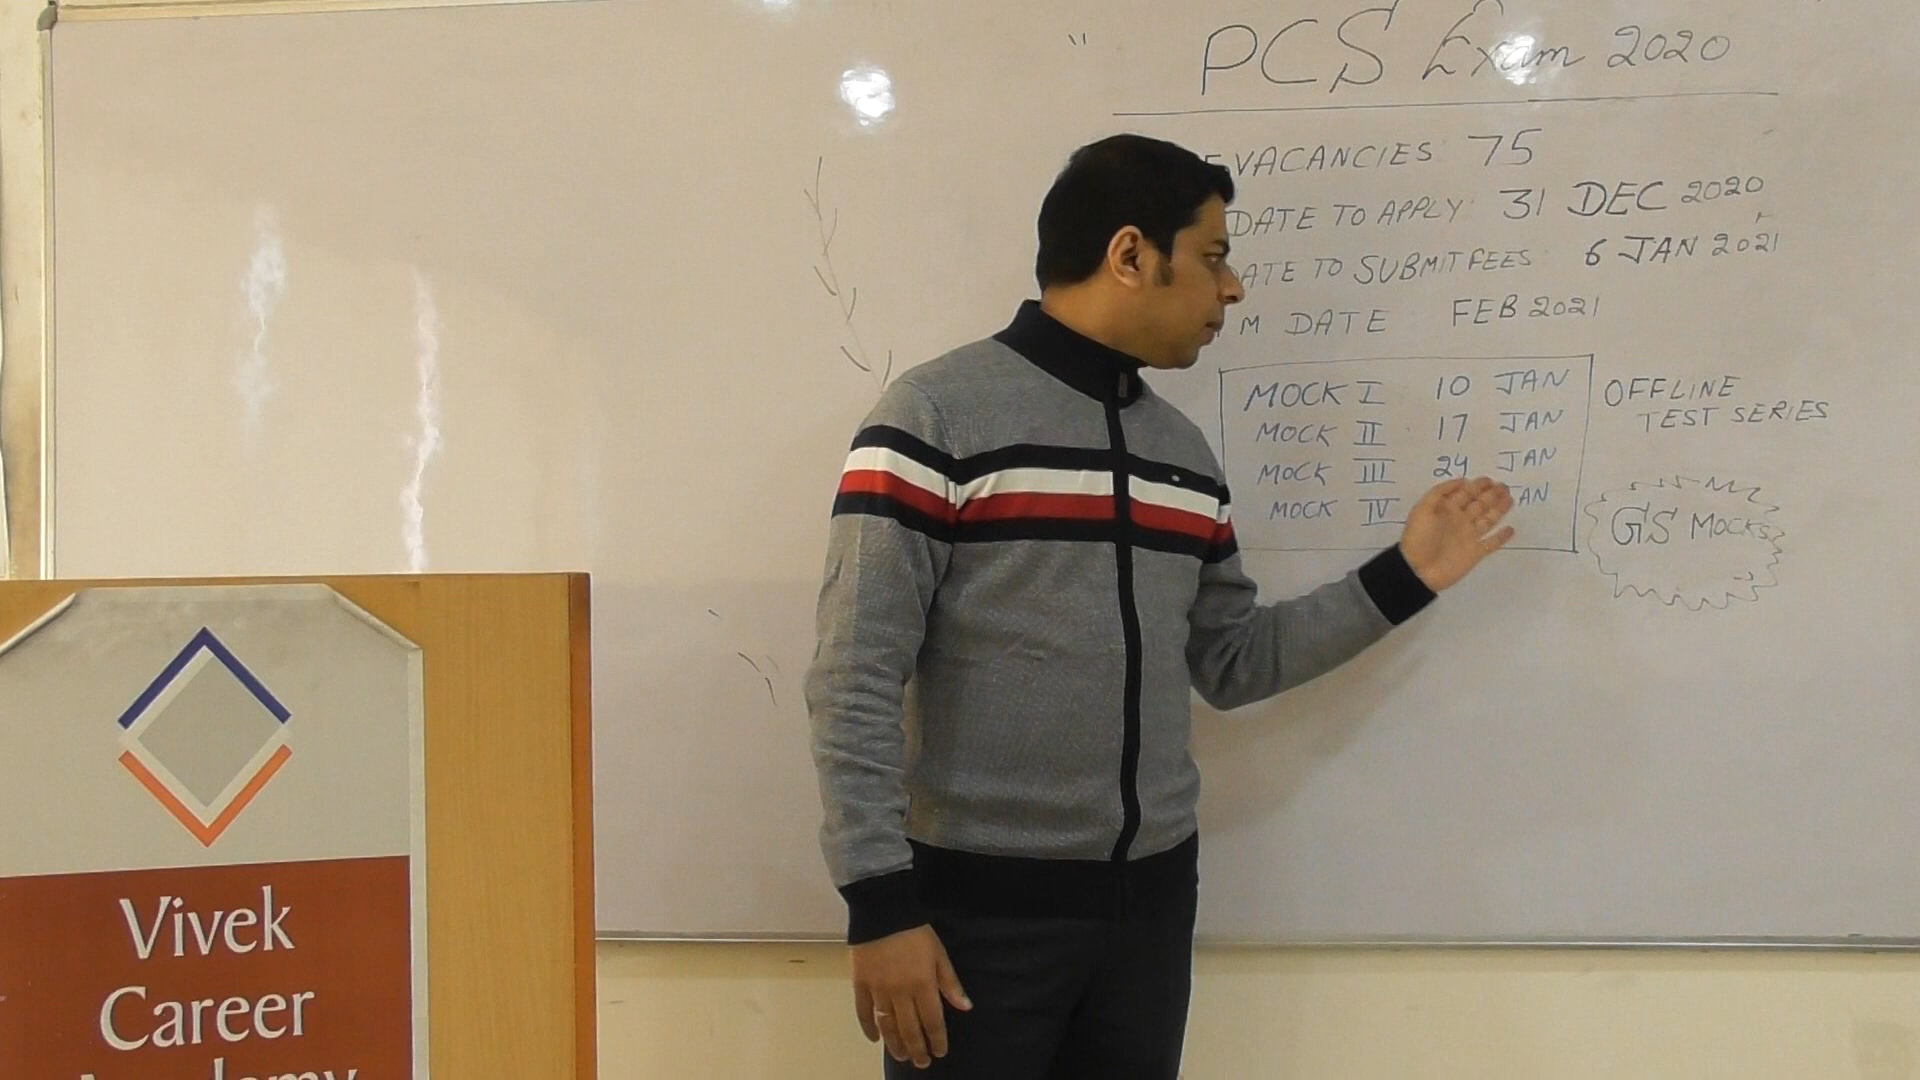 PCS Exam 2020
VACANCIES 75
DATE TO APPLY 31 DEC 2020
ATE TO SUBMIT FEES 6 JAN 2021
M DATE FEB 2021
MOCK I 10 JAN
MOCK II 17 JAN
MOCK III 24 JAN
MOCK IV AN
OFFLINE
TEST SERIES
GS MOCKS
Vivek
Career